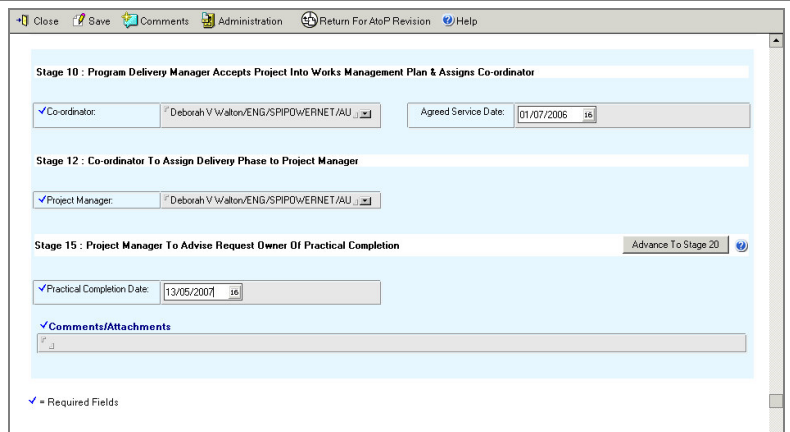 Close Save Comments Administration Return For AtoP Revision Help
Stage 10 : Program Delivery Manager Accepts Project Into Works Management Plan & Assigns Co-ordinator
Co-ordinator: Deborah V Walton/ENG/SPIPOWERNET/AU Agreed Service Date: 01/07/2006 16
Stage 12 : Co-ordinator To Assign Delivery Phase to Project Manager
Project Manager: Deborah V Walton/ENG/SPIPOWERNET/AU
Stage 15 : Project Manager To Advise Request Owner Of Practical Completion Advance To Stage 20
Practical Completion Date: 13/05/2007 16
Comments/Attachments
= Required Fields